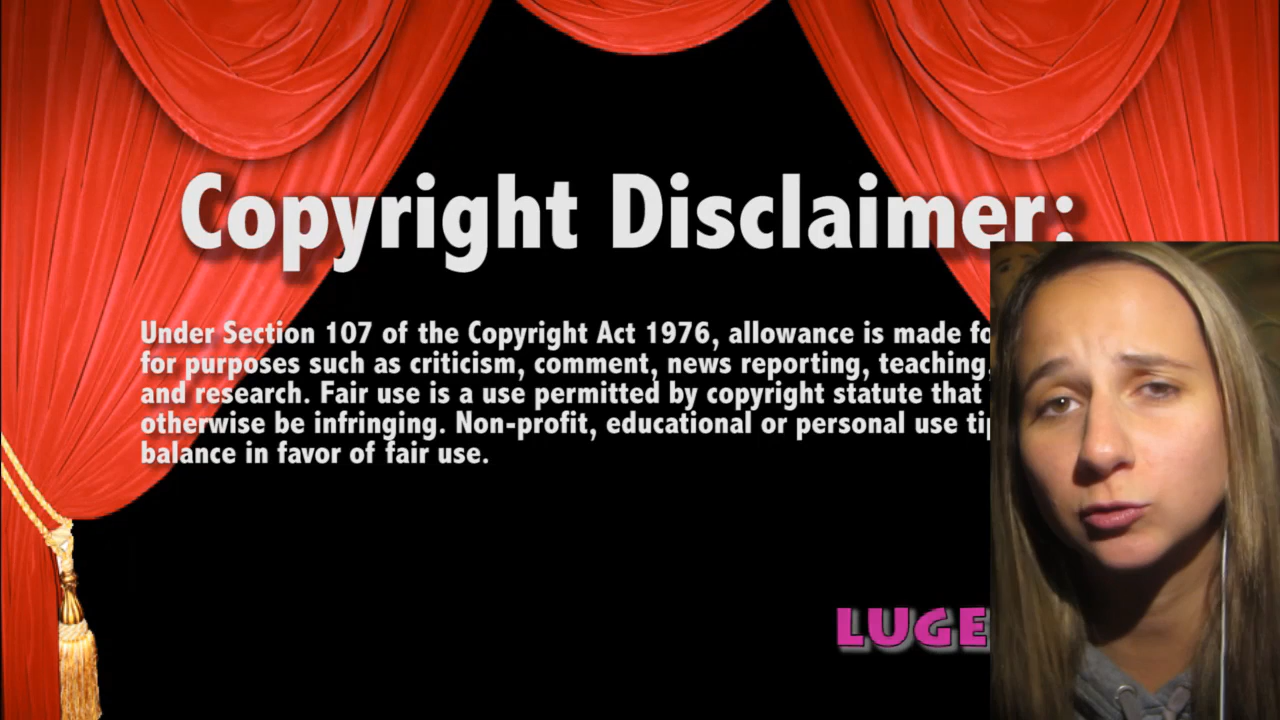 Copyright Disclaimer:
Under Section 107 of the Copyright Act 1976, allowance is made
for purposes such as criticism, comment, news reporting, teaching,
and research. Fair use is a use permitted by copyright statute that
otherwise be infringing. Non-profit, educational or personal use
balance in favor of fair use.
LUGE